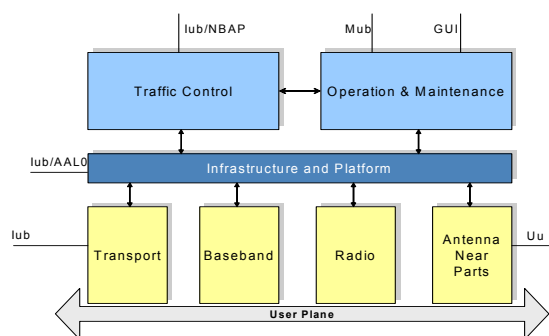 Iub/NBAP
Mub
GUI
Traffic Control
Operation & Maintenance
Iub/AAL0
Infrastructure and Platform
Iub
Transport
Baseband
Radio
Antenna
Near
Parts
Uu
User Plane